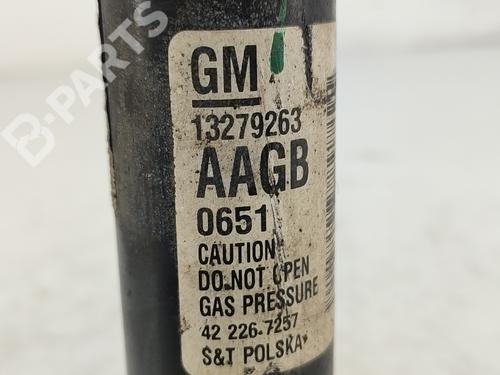 B-PARTS
GM
13279263
AAGB
0651
CAUTION
DO NOT OPEN
GAS PRESSURE
42 226 7257
S&T POLSKA